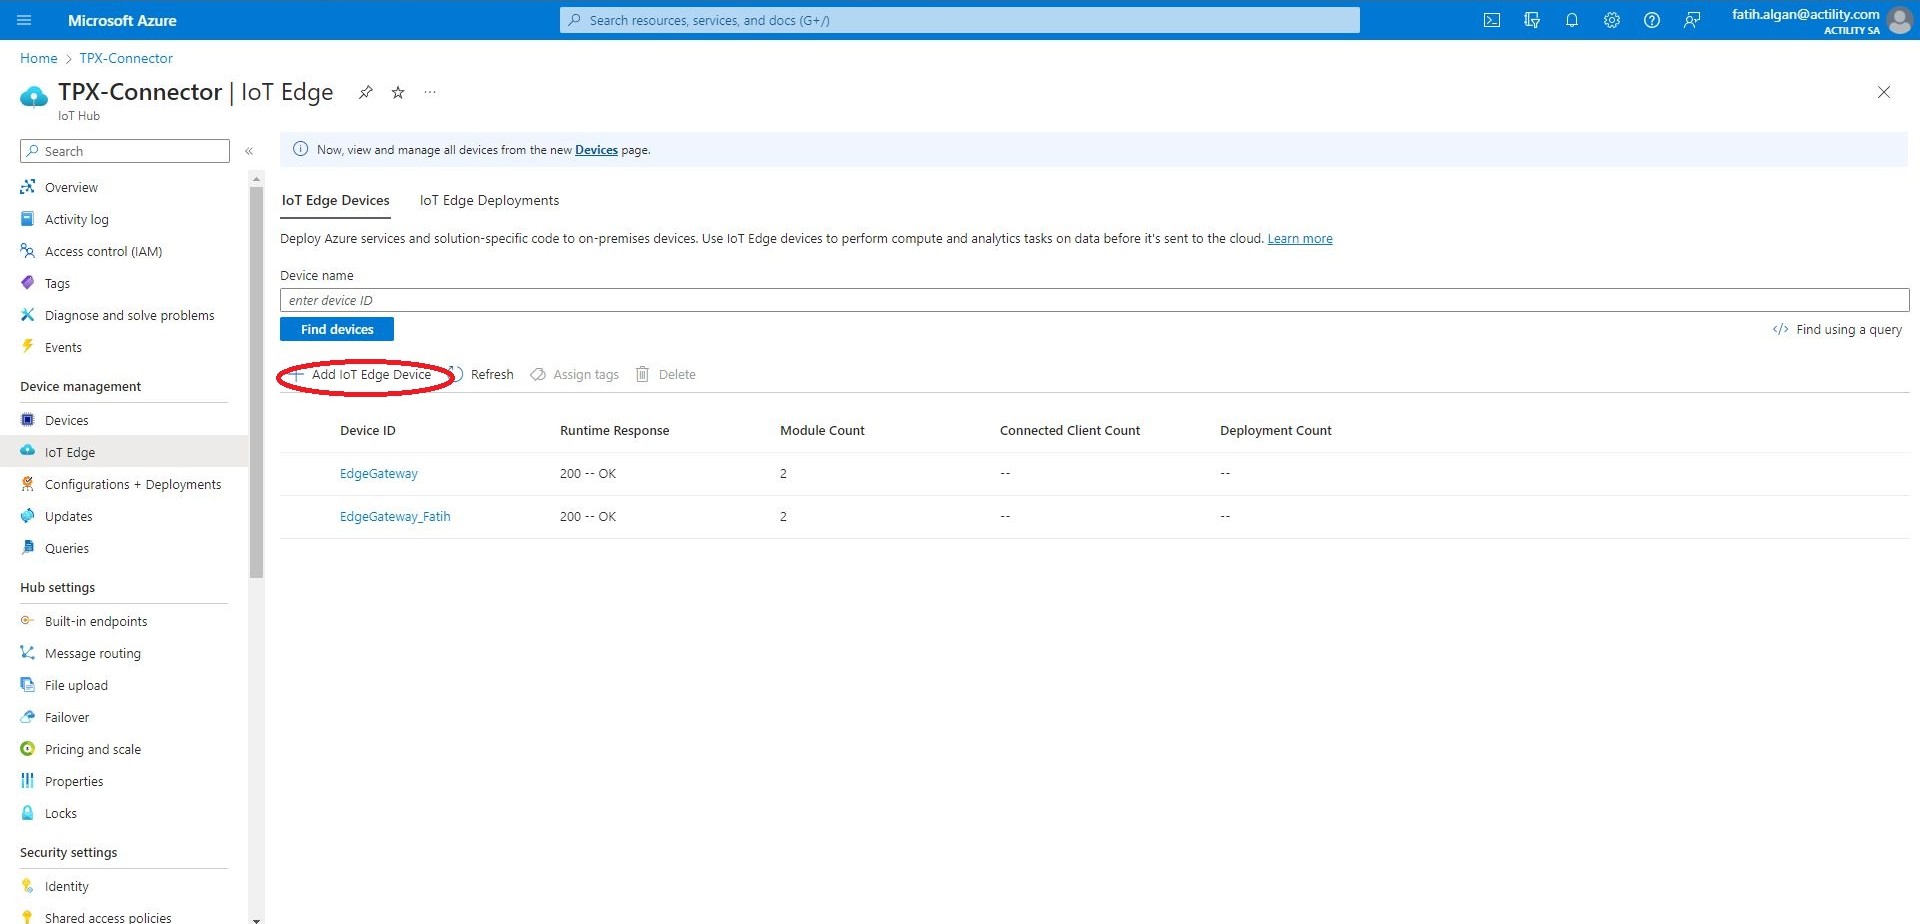 Microsoft Azure
Search resources, services, and docs (G+/)
fatih.algan@actility.com
ACTILITY SA
Home > TPX-Connector
TPX-Connector | IoT Edge
IoT Hub
Search
«
Now, view and manage all devices from the new Devices page.
Overview
Activity log
Access control (IAM)
Tags
Diagnose and solve problems
Events
Device management
Devices
IoT Edge
Configurations + Deployments
Updates
Queries
Hub settings
Built-in endpoints
Message routing
File upload
Failover
Pricing and scale
Properties
Locks
Security settings
Identity
Shared access policies
IoT Edge Devices IoT Edge Deployments
Deploy Azure services and solution-specific code to on-premises devices. Use IoT Edge devices to perform compute and analytics tasks on data before it's sent to the cloud. Learn more
Device name
enter device ID
Find devices
</> Find using a query
+ Add IoT Edge Device Refresh Assign tags Delete
Device ID Runtime Response Module Count Connected Client Count Deployment Count
EdgeGateway 200 -- OK 2 -- --
EdgeGateway_Fatih 200 -- OK 2 -- --